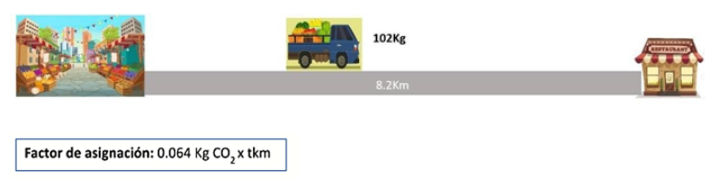 102Kg
RESTAURANT
8.2Km
Factor de asignación: 0.064 Kg CO₂ x tkm